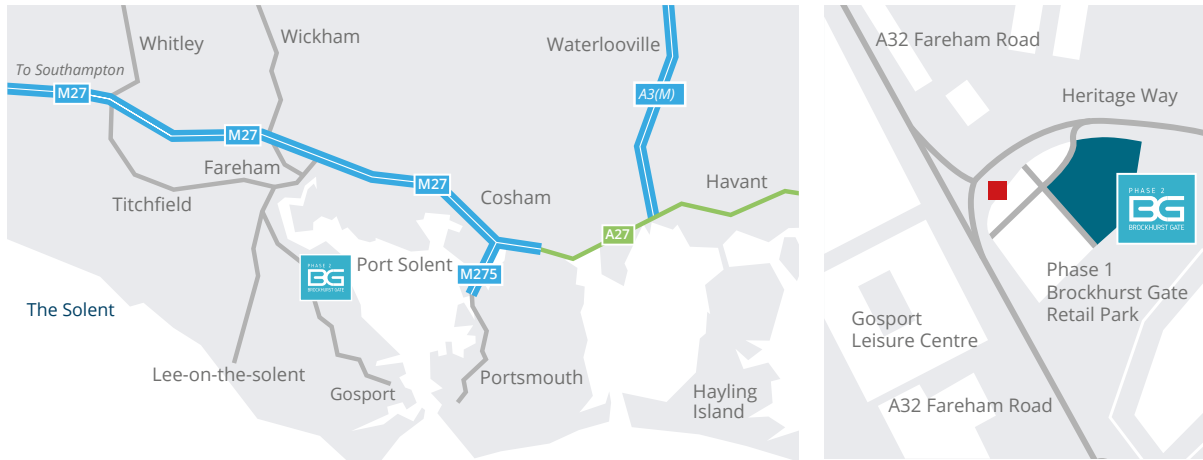 Whitley
Wickham
Waterlooville
To Southampton
M27
A3(M)
M27
Fareham
M27
Cosham
Havant
Titchfield
A27
Port Solent
M275
PHASE 2
BG
BROCKHURST GATE
The Solent
Lee-on-the-solent
Gosport
Portsmouth
Hayling
Island
A32 Fareham Road
Heritage Way
PHASE 2
BG
BROCKHURST GATE
Phase 1
Brockhurst Gate
Retail Park
Gosport
Leisure Centre
A32 Fareham Road